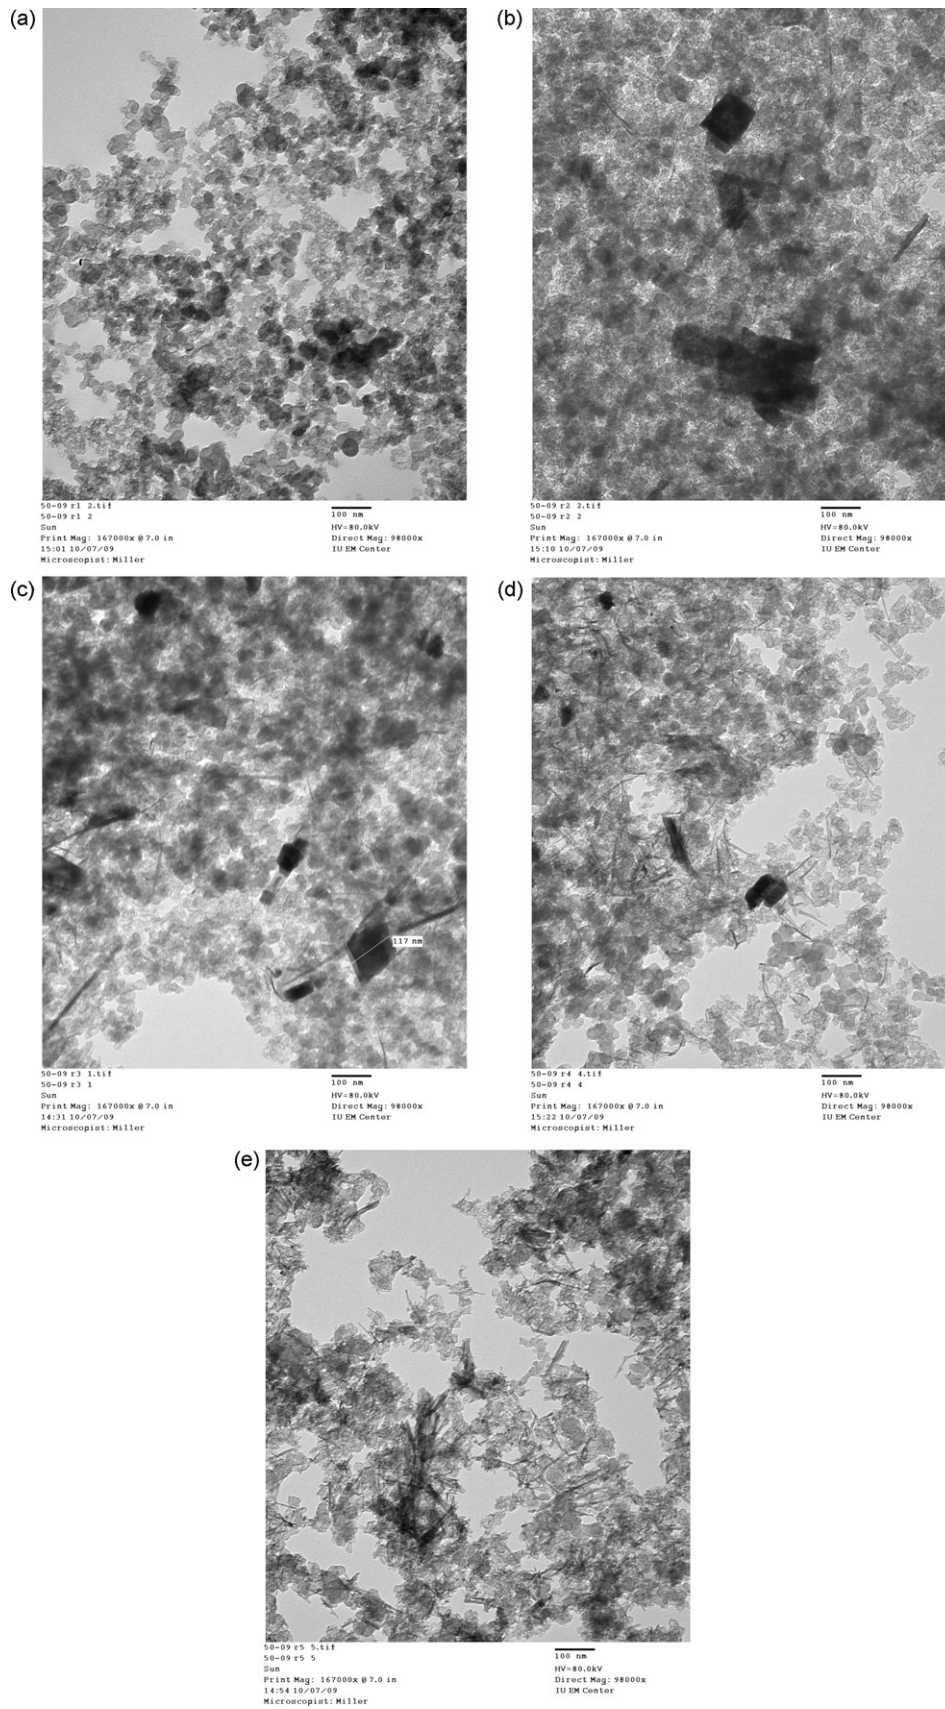 (a)
50-09 r1 2.tif
50-09 r1 2
Sun
Print Mag: 167000x @ 7.0 in
15:01 10/07/09
Microscopist: Miller
100 nm
HV=80.0kV
Direct Mag: 98000x
IU EM Center
(b)
50-09 r2 2.tif
50-09 r2 2
Sun
Print Mag: 167000x @ 7.0 in
15:10 10/07/09
Microscopist: Miller
100 nm
HV=80.0kV
Direct Mag: 98000x
IU EM Center
(c)
117 nm
50-09 r3 1.tif
50-09 r3 1
Sun
Print Mag: 167000x @ 7.0 in
14:31 10/07/09
Microscopist: Miller
100 nm
HV=80.0kV
Direct Mag: 98000x
IU EM Center
(d)
50-09 r4 4.tif
50-09 r4 4
Sun
Print Mag: 167000x @ 7.0 in
15:22 10/07/09
Microscopist: Miller
100 nm
HV=80.0kV
Direct Mag: 98000x
IU EM Center
(e)
50-09 r5 5.tif
50-09 r5 5
Sun
Print Mag: 167000x @ 7.0 in
14:54 10/07/09
Microscopist: Miller
100 nm
HV=80.0kV
Direct Mag: 98000x
IU EM Center